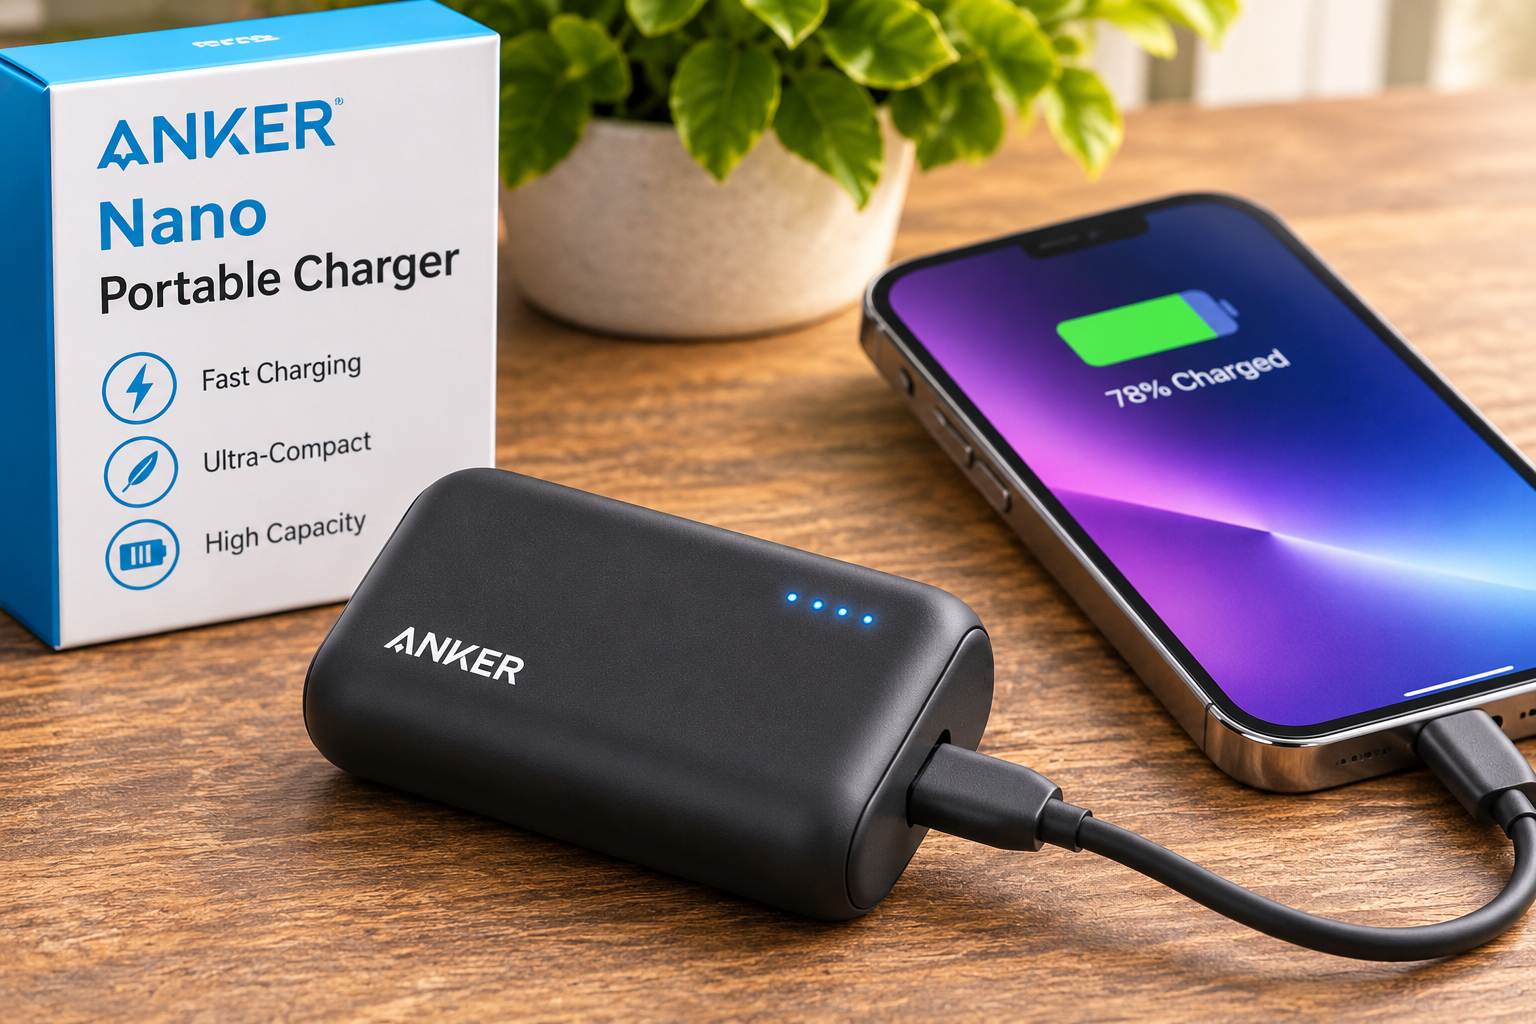 ANKER®
Nano
Portable Charger
Fast Charging
Ultra-Compact
High Capacity
ANKER
78% Charged